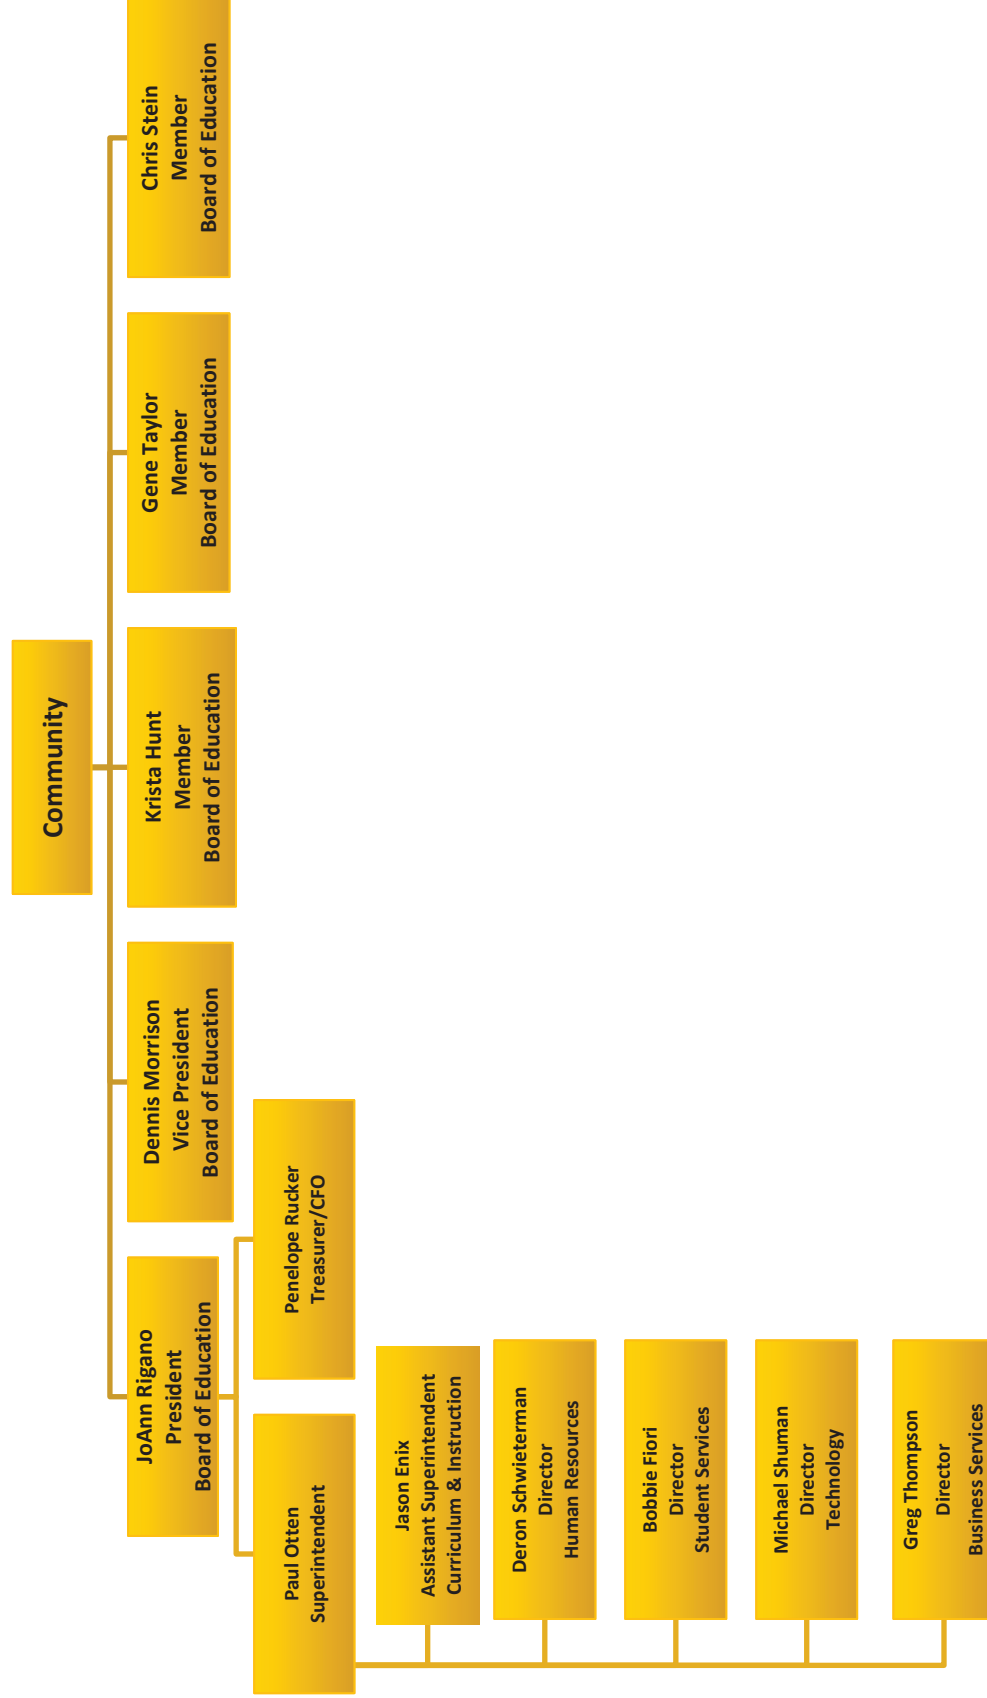 Community
JoAnn Rigano
President
Board of Education
Dennis Morrison
Vice President
Board of Education
Krista Hunt
Member
Board of Education
Gene Taylor
Member
Board of Education
Chris Stein
Member
Board of Education
Paul Otten
Superintendent
Penelope Rucker
Treasurer/CFO
Jason Enix
Assistant Superintendent
Curriculum & Instruction
Deron Schwieterman
Director
Human Resources
Bobbie Fiori
Director
Student Services
Michael Shuman
Director
Technology
Greg Thompson
Director
Business Services